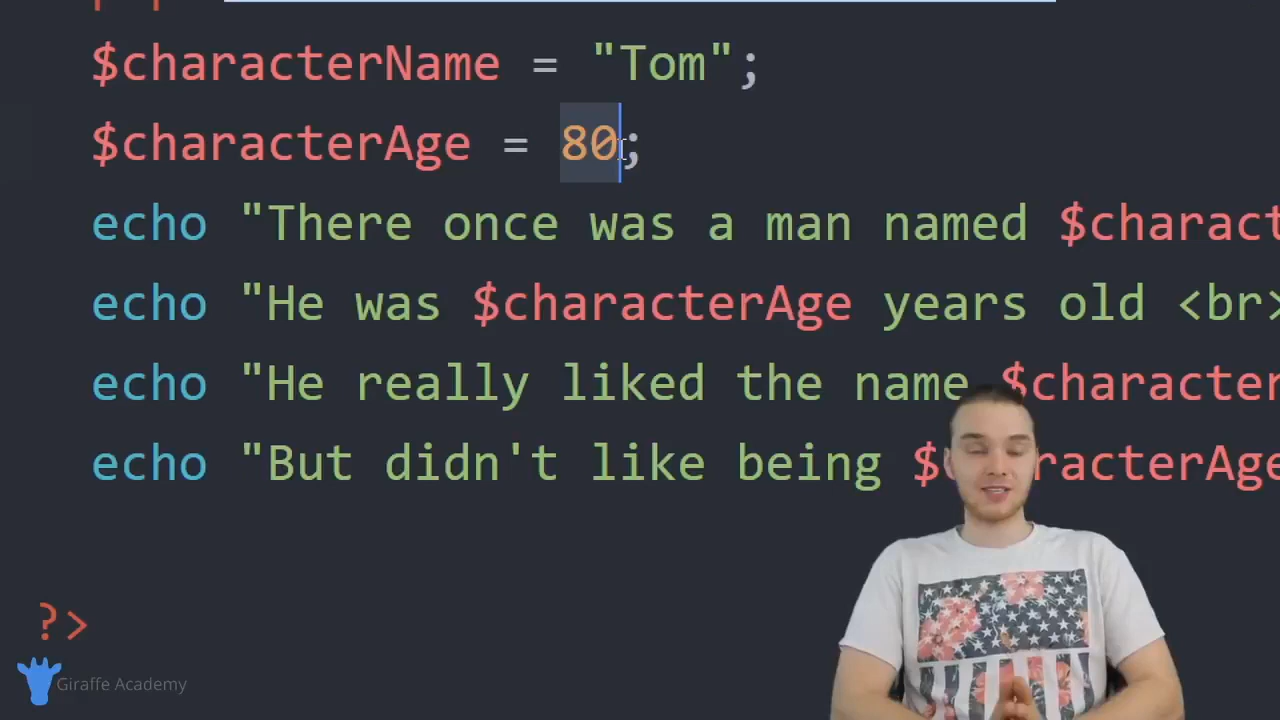 $characterName = "Tom";
$characterAge = 80;
echo "There once was a man named $charact
echo "He was $characterAge years old <br>
echo "He really liked the name $character
echo "But didn't like being $characterAge
?>
Giraffe Academy